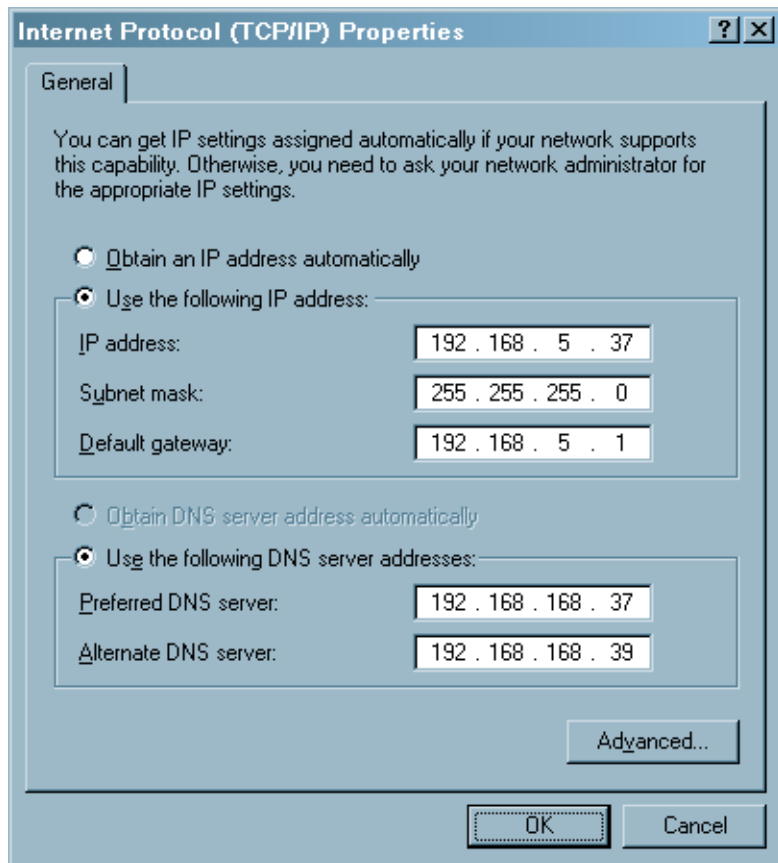 Internet Protocol (TCP/IP) Properties
General
You can get IP settings assigned automatically if your network supports
this capability. Otherwise, you need to ask your network administrator for
the appropriate IP settings.
Obtain an IP address automatically
Use the following IP address:
IP address: 192 . 168 . 5 . 37
Subnet mask: 255 . 255 . 255 . 0
Default gateway: 192 . 168 . 5 . 1
Obtain DNS server address automatically
Use the following DNS server addresses:
Preferred DNS server: 192 . 168 . 168 . 37
Alternate DNS server: 192 . 168 . 168 . 39
Advanced...
OK Cancel